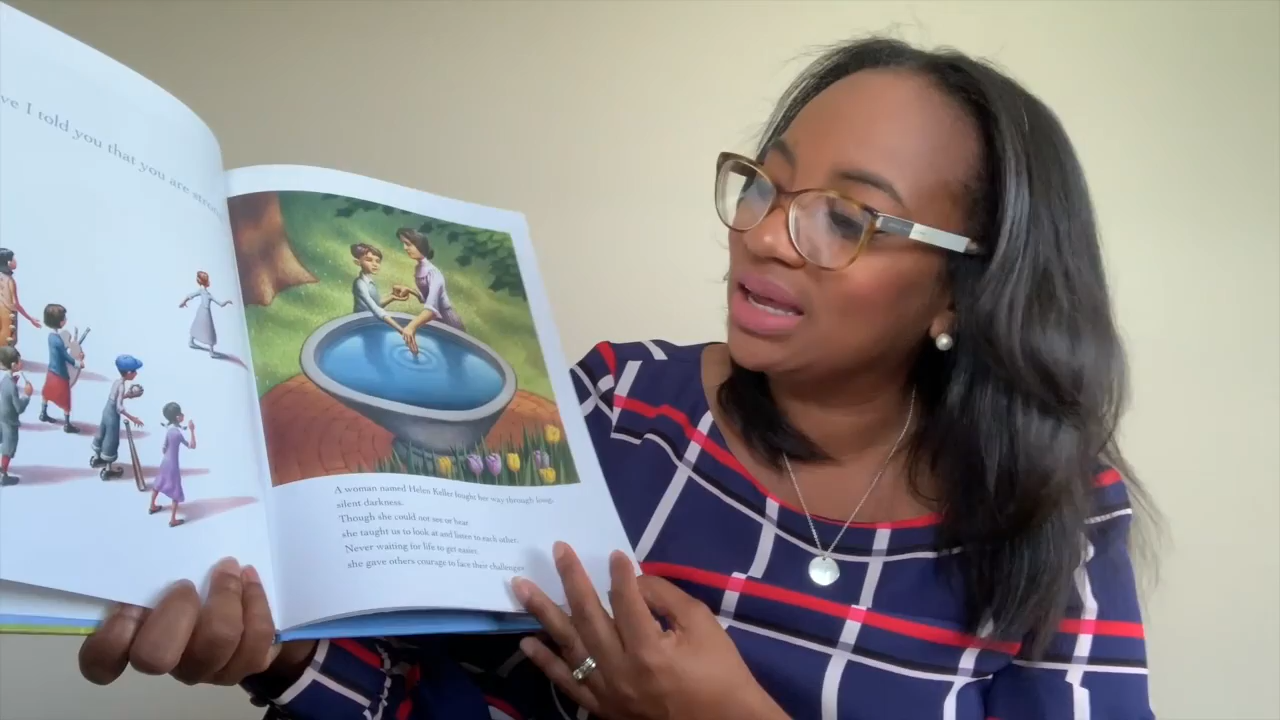 ve I told you that you are strong
A woman named Helen Keller fought her way through long,
silent darkness.
Though she could not see or hear,
she taught us to look at and listen to each other.
Never waiting for life to get easier,
she gave others courage to face their challenges.